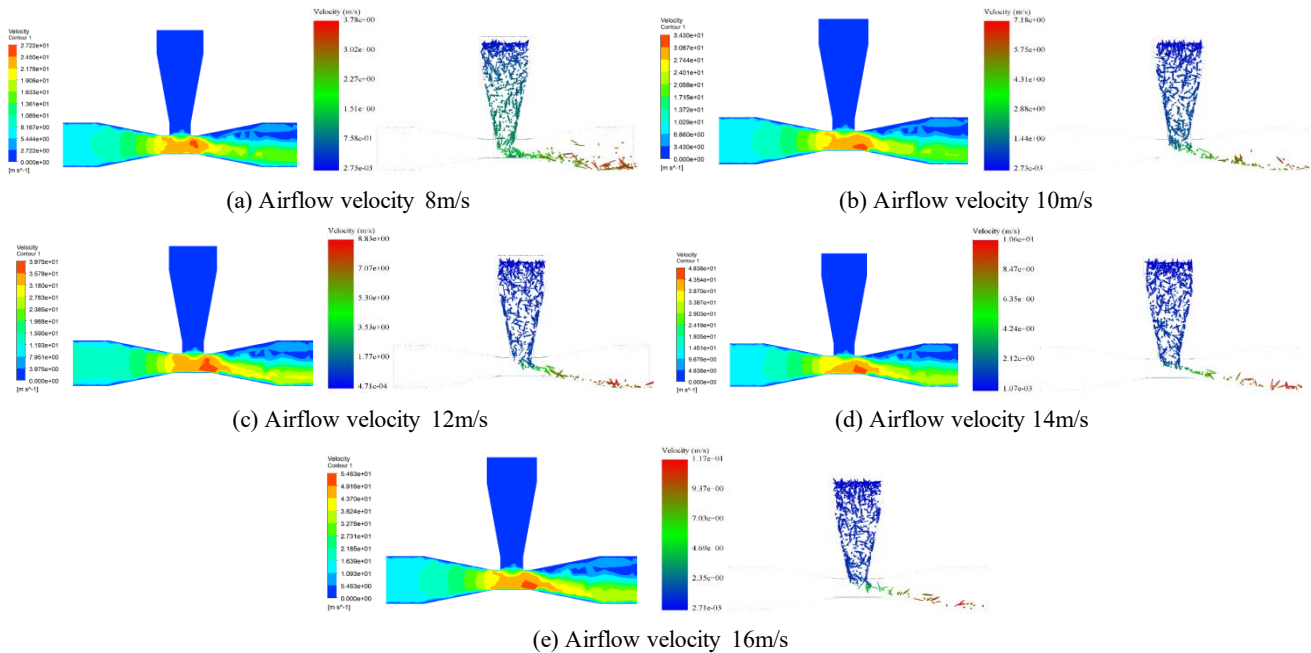 Velocity
Contour 1
2.722e+01
2.450e+01
2.178e+01
1.906e+01
1.633e+01
1.361e+01
1.089e+01
8.167e+00
5.444e+00
2.722e+00
0.000e+00
[m s^-1]
Velocity (m/s)
3.78e+00
3.02e+00
2.27e+00
1.51e+00
7.58e-01
2.73e-03
(a) Airflow velocity 8m/s
Velocity
Contour 1
3.430e+01
3.087e+01
2.744e+01
2.401e+01
2.058e+01
1.715e+01
1.372e+01
1.029e+01
6.860e+00
3.430e+00
0.000e+00
[m s^-1]
Velocity (m/s)
7.18e+00
5.75e+00
4.31e+00
2.88e+00
1.44e+00
2.73e-03
(b) Airflow velocity 10m/s
Velocity
Contour 1
3.975e+01
3.578e+01
3.180e+01
2.783e+01
2.385e+01
1.988e+01
1.590e+01
1.193e+01
7.951e+00
3.975e+00
0.000e+00
[m s^-1]
Velocity (m/s)
8.83e+00
7.07e+00
5.30e+00
3.53e+00
1.77e+00
4.71e-04
(c) Airflow velocity 12m/s
Velocity
Contour 1
4.838e+01
4.354e+01
3.870e+01
3.387e+01
2.903e+01
2.419e+01
1.935e+01
1.451e+01
9.676e+00
4.838e+00
0.000e+00
[m s^-1]
Velocity (m/s)
1.06e+01
8.47e+00
6.35e+00
4.24e+00
2.12e+00
1.07e-03
(d) Airflow velocity 14m/s
Velocity
Contour 1
5.463e+01
4.916e+01
4.370e+01
3.824e+01
3.278e+01
2.731e+01
2.185e+01
1.639e+01
1.093e+01
5.463e+00
0.000e+00
[m s^-1]
Velocity (m/s)
1.17e+01
9.37e+00
7.03e+00
4.69e+00
2.35e+00
2.71e-03
(e) Airflow velocity 16m/s